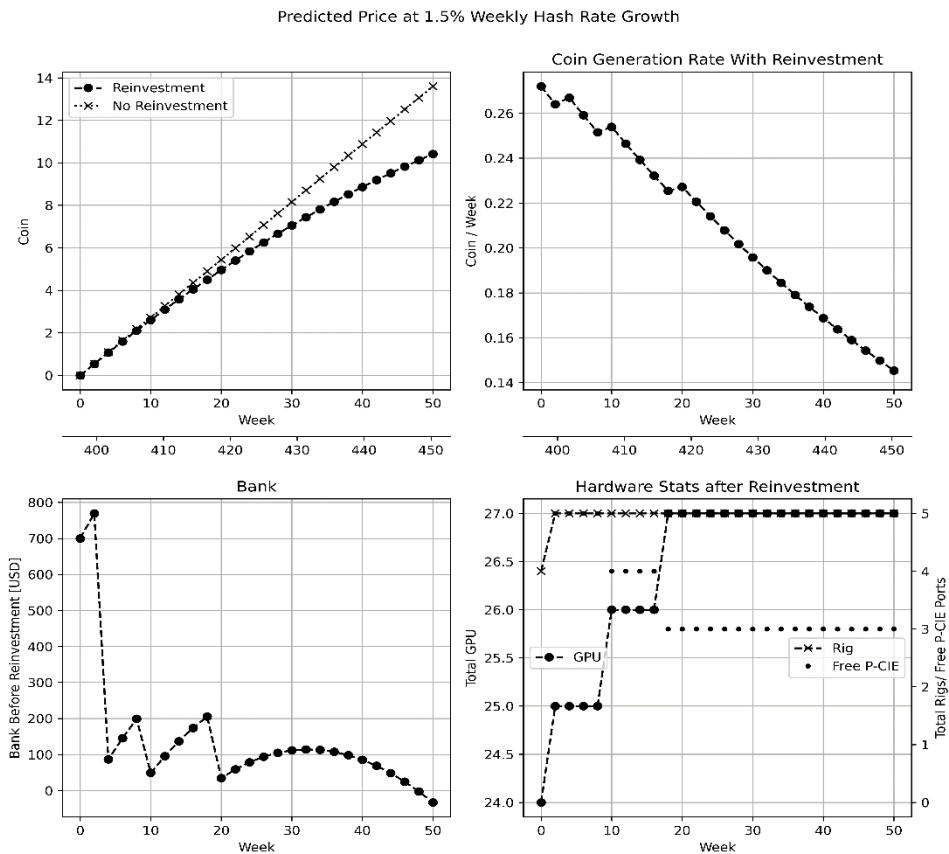 Predicted Price at 1.5% Weekly Hash Rate Growth
14
12
10
8
6
4
2
0
Coin
Reinvestment
No Reinvestment
0 10 20 30 40 50
Week
400 410 420 430 440 450
Coin Generation Rate With Reinvestment
0.26
0.24
0.22
0.20
0.18
0.16
0.14
Coin / Week
0 10 20 30 40 50
Week
400 410 420 430 440 450
Bank
800
700
600
500
400
300
200
100
0
Bank Before Reinvestment [USD]
0 10 20 30 40 50
Week
Hardware Stats after Reinvestment
27.0
26.5
26.0
25.5
25.0
24.5
24.0
Total GPU
GPU
Rig
Free P-CIE
5
4
3
2
1
0
Total Rigs/ Free P-CIE Ports
0 10 20 30 40 50
Week